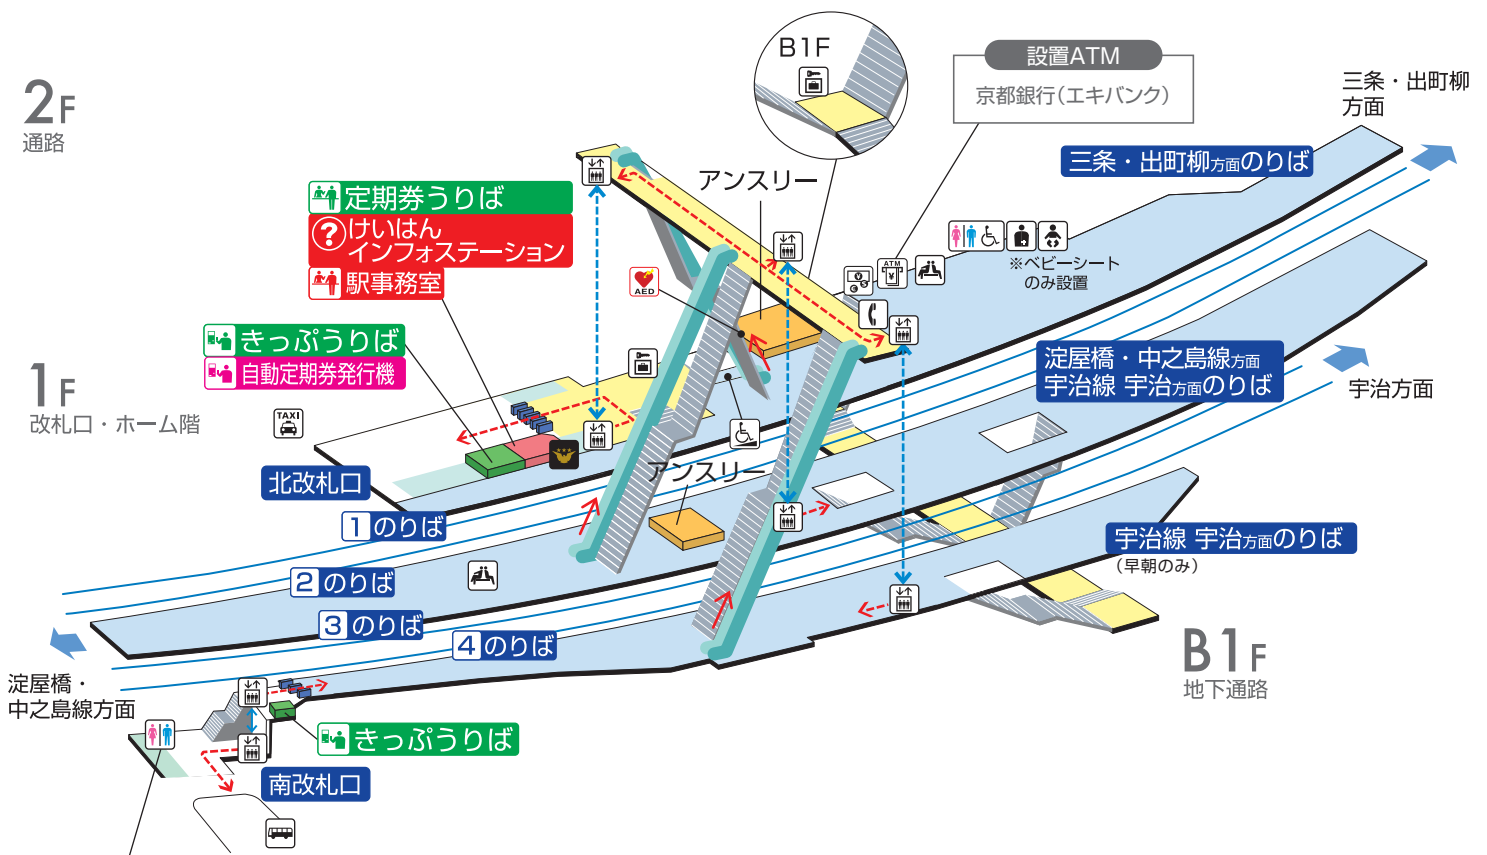 2F
通路
B1F
設置ATM
京都銀行(エキバンク)
三条・出町柳
方面
三条・出町柳方面のりば
アンスリー
定期券うりば
?けいはん
インフォステーション
駅事務室
AED
ATM
※ベビーシート
のみ設置
きっぷうりば
自動定期券発行機
1F
改札口・ホーム階
TAXI
淀屋橋・中之島線方面
宇治線 宇治方面のりば
宇治方面
北改札口
アンスリー
1のりば
2のりば
3のりば
4のりば
宇治線 宇治方面のりば
(早朝のみ)
B1F
地下通路
淀屋橋・
中之島線方面
きっぷうりば
南改札口